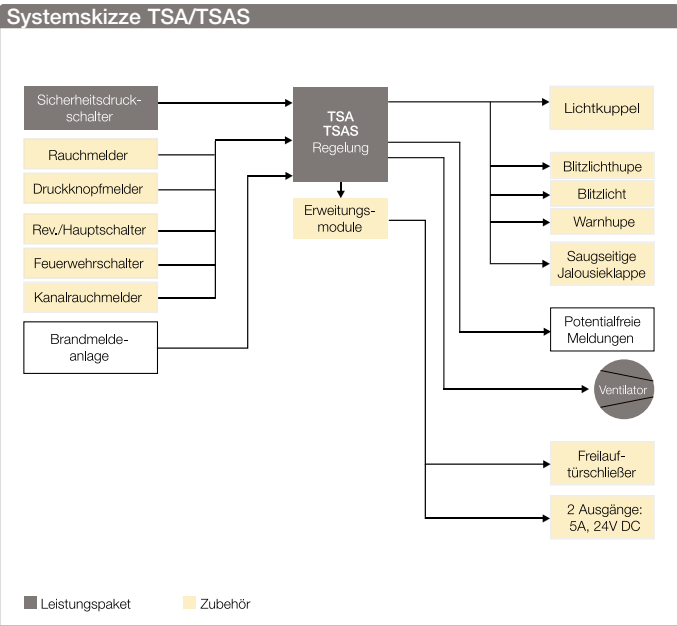 Systemskizze TSA/TSAS
Sicherheitsdruck-
schalter
Rauchmelder
Druckknopfmelder
Rev./Hauptschalter
Feuerwehrschalter
Kanalrauchmelder
Brandmelde-
anlage
TSA
TSAS
Regelung
Erweitungs-
module
Lichtkuppel
Blitzlichthupe
Blitzlicht
Warnhupe
Saugseitige
Jalousieklappe
Potentialfreie
Meldungen
Ventilator
Freilauf-
türschließer
2 Ausgänge:
5A, 24V DC
Leistungspaket
Zubehör